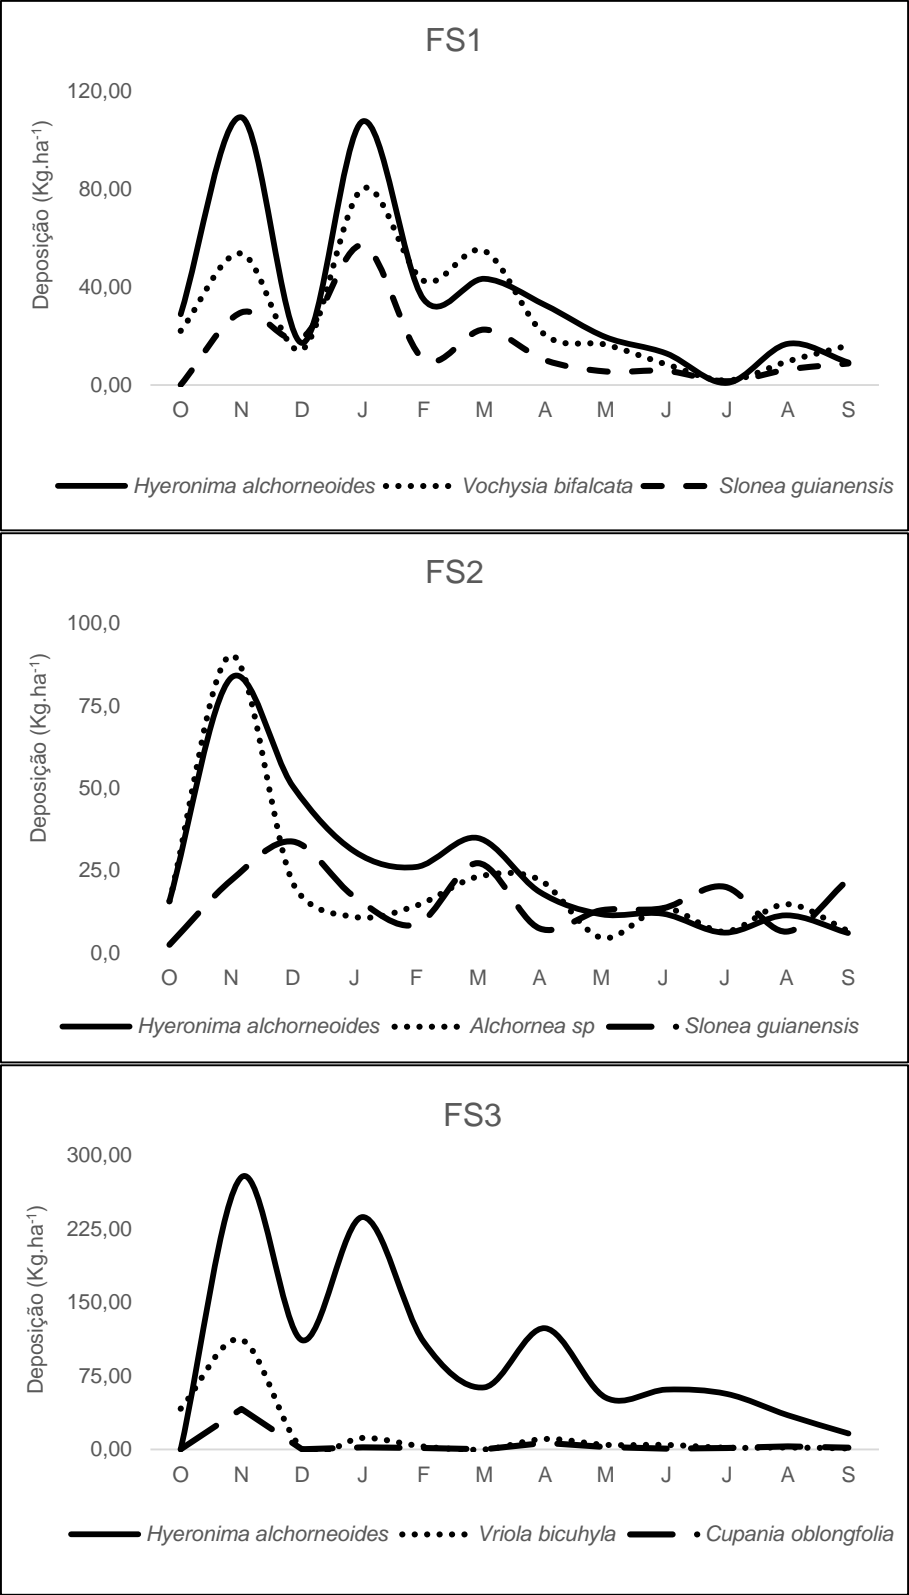 FS1
120,00
80,00
40,00
0,00
Deposição (Kg.ha-1)
O N D J F M A M J J A S
Hyeronima alchorneoides Vochysia bifalcata Slonea guianensis
FS2
100,0
75,0
50,0
25,0
0,0
Deposição (Kg.ha-1)
O N D J F M A M J J A S
Hyeronima alchorneoides Alchornea sp Slonea guianensis
FS3
300,00
225,00
150,00
75,00
0,00
Deposição (Kg.ha-1)
O N D J F M A M J J A S
Hyeronima alchorneoides Vriola bicuhyla Cupania oblongfolia